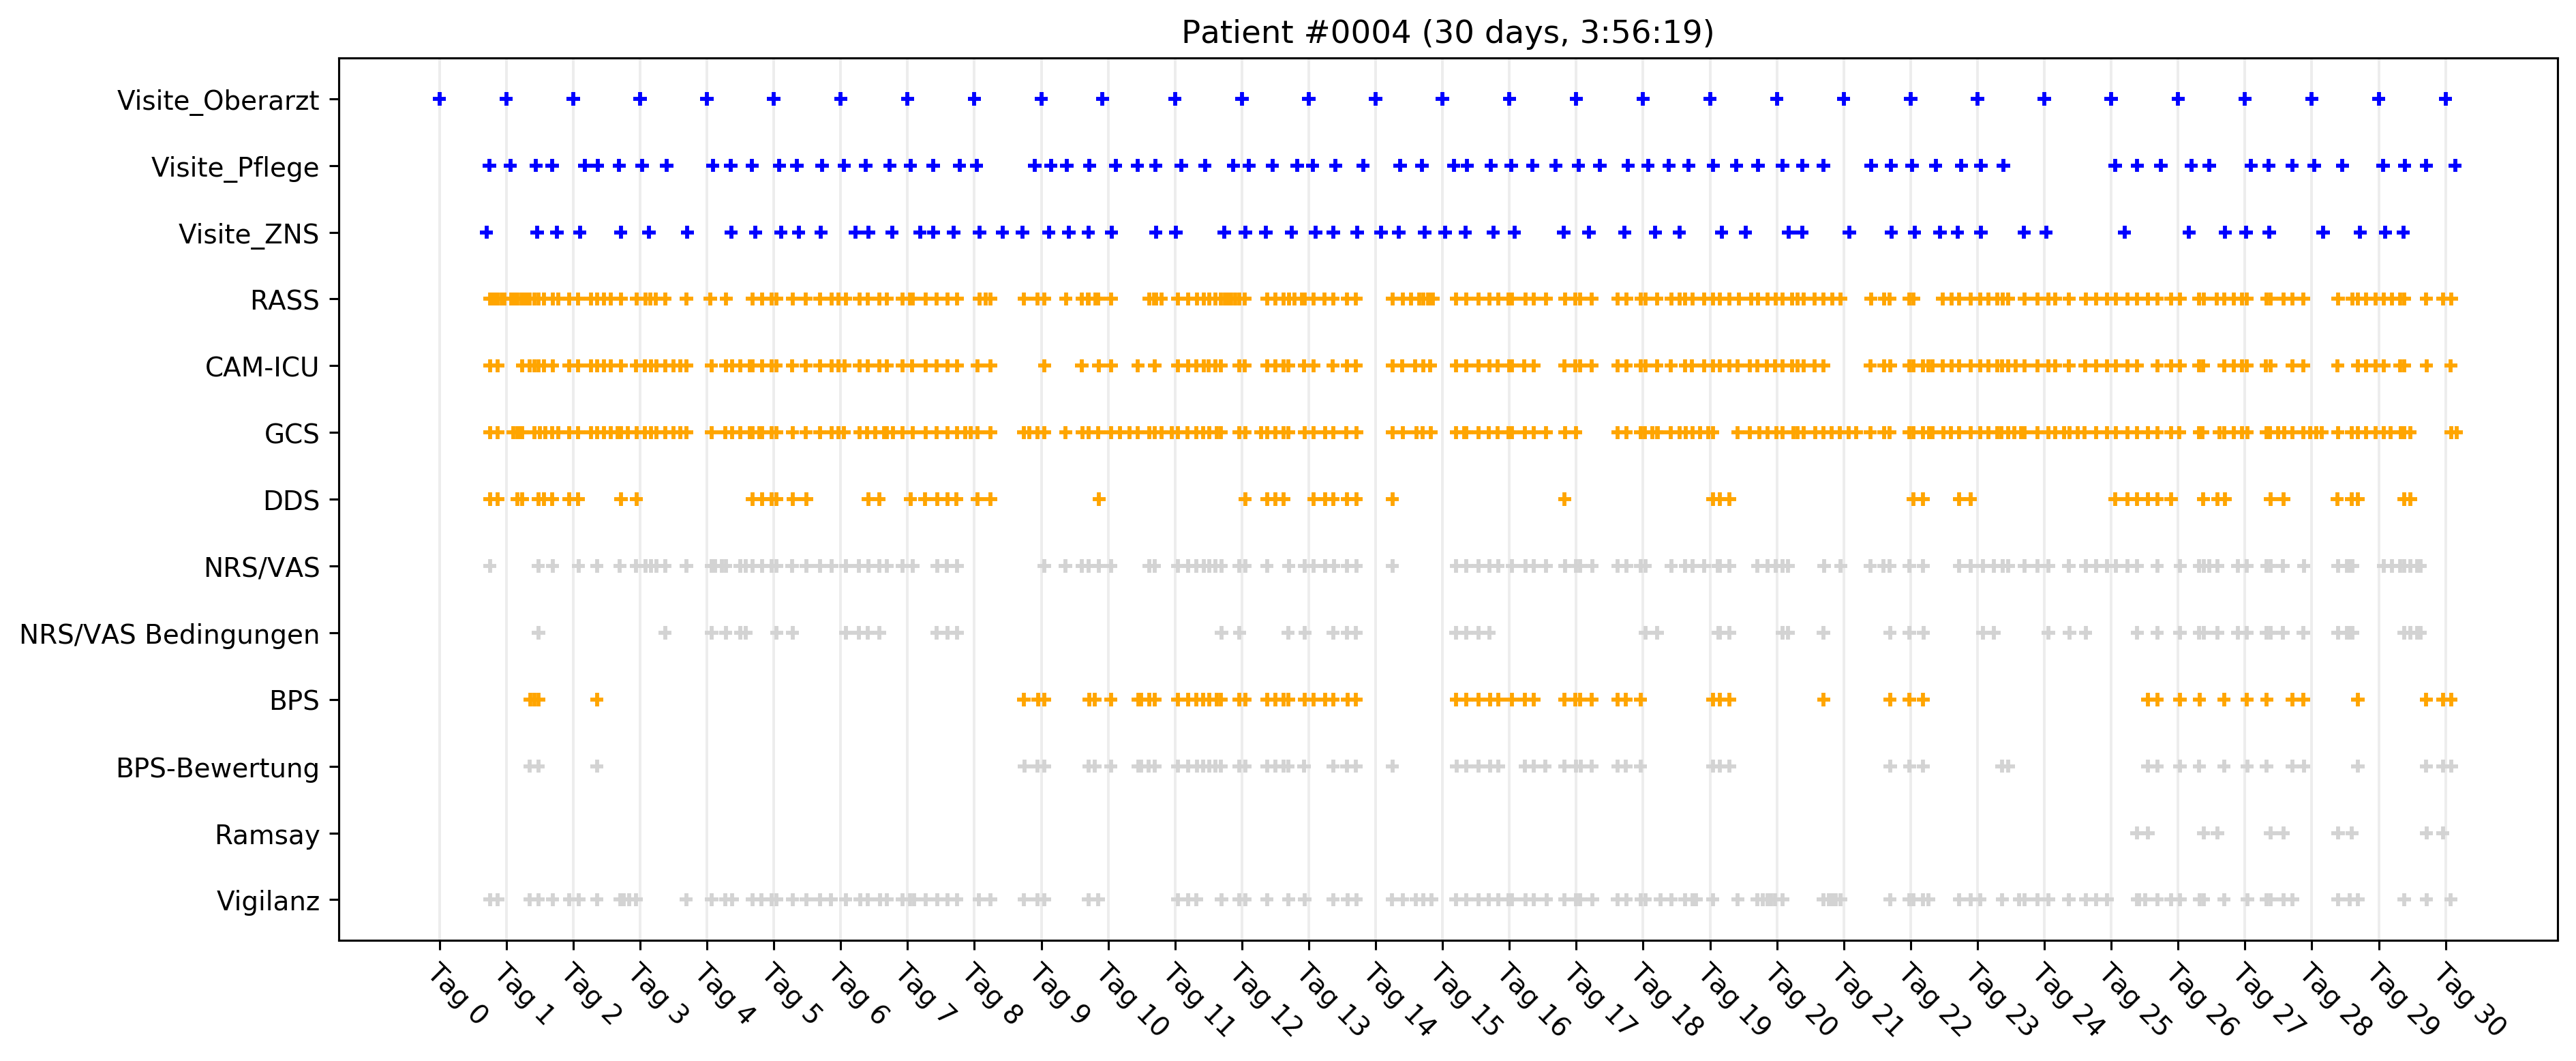 Patient #0004 (30 days, 3:56:19)
Visite_Oberarzt
Visite_Pflege
Visite_ZNS
RASS
CAM-ICU
GCS
DDS
NRS/VAS
NRS/VAS Bedingungen
BPS
BPS-Bewertung
Ramsay
Vigilanz
Tag 0
Tag 1
Tag 2
Tag 3
Tag 4
Tag 5
Tag 6
Tag 7
Tag 8
Tag 9
Tag 10
Tag 11
Tag 12
Tag 13
Tag 14
Tag 15
Tag 16
Tag 17
Tag 18
Tag 19
Tag 20
Tag 21
Tag 22
Tag 23
Tag 24
Tag 25
Tag 26
Tag 27
Tag 28
Tag 29
Tag 30